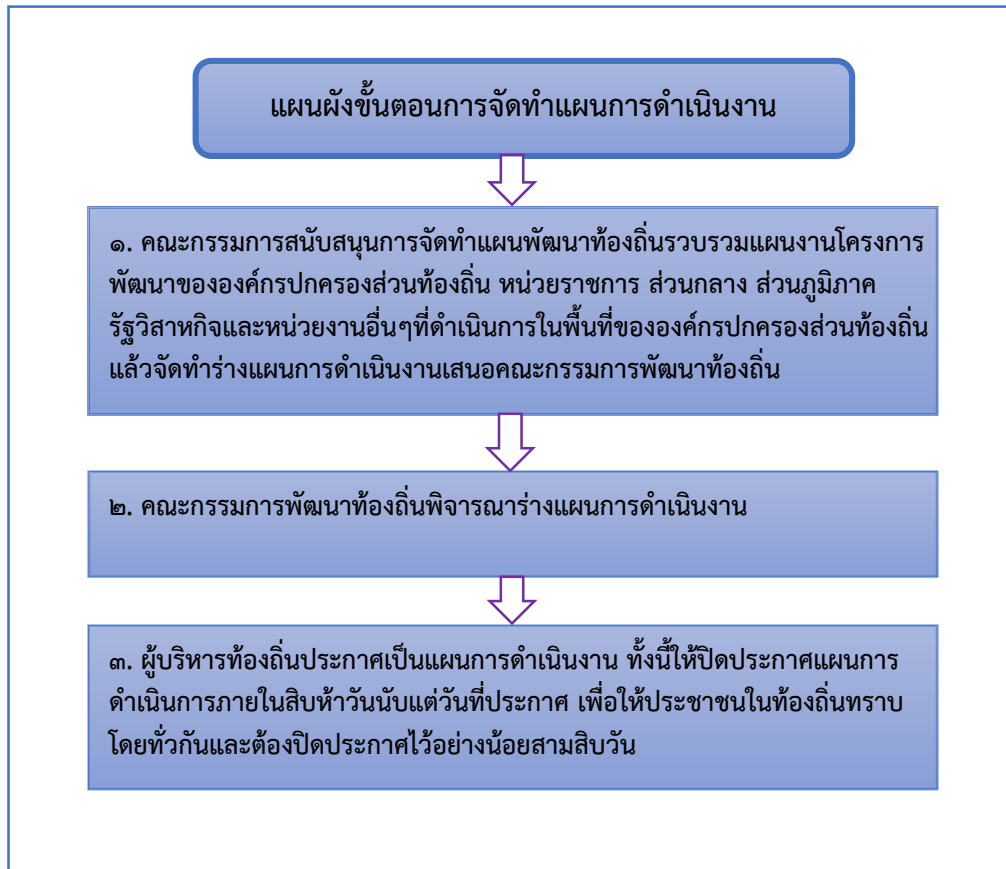 แผนผังขั้นตอนการจัดทำแผนการดำเนินงาน
๑. คณะกรรมการสนับสนุนการจัดทำแผนพัฒนาท้องถิ่นรวบรวมแผนงานโครงการ
พัฒนาขององค์กรปกครองส่วนท้องถิ่น หน่วยราชการ ส่วนกลาง ส่วนภูมิภาค
รัฐวิสาหกิจและหน่วยงานอื่นๆที่ดำเนินการในพื้นที่ขององค์กรปกครองส่วนท้องถิ่น
แล้วจัดทำร่างแผนการดำเนินงานเสนอคณะกรรมการพัฒนาท้องถิ่น
๒. คณะกรรมการพัฒนาท้องถิ่นพิจารณาร่างแผนการดำเนินงาน
๓. ผู้บริหารท้องถิ่นประกาศเป็นแผนการดำเนินงาน ทั้งนี้ให้ปิดประกาศแผนการ
ดำเนินการภายในสิบห้าวันนับแต่วันที่ประกาศ เพื่อให้ประชาชนในท้องถิ่นทราบ
โดยทั่วกันและต้องปิดประกาศไว้อย่างน้อยสามสิบวัน